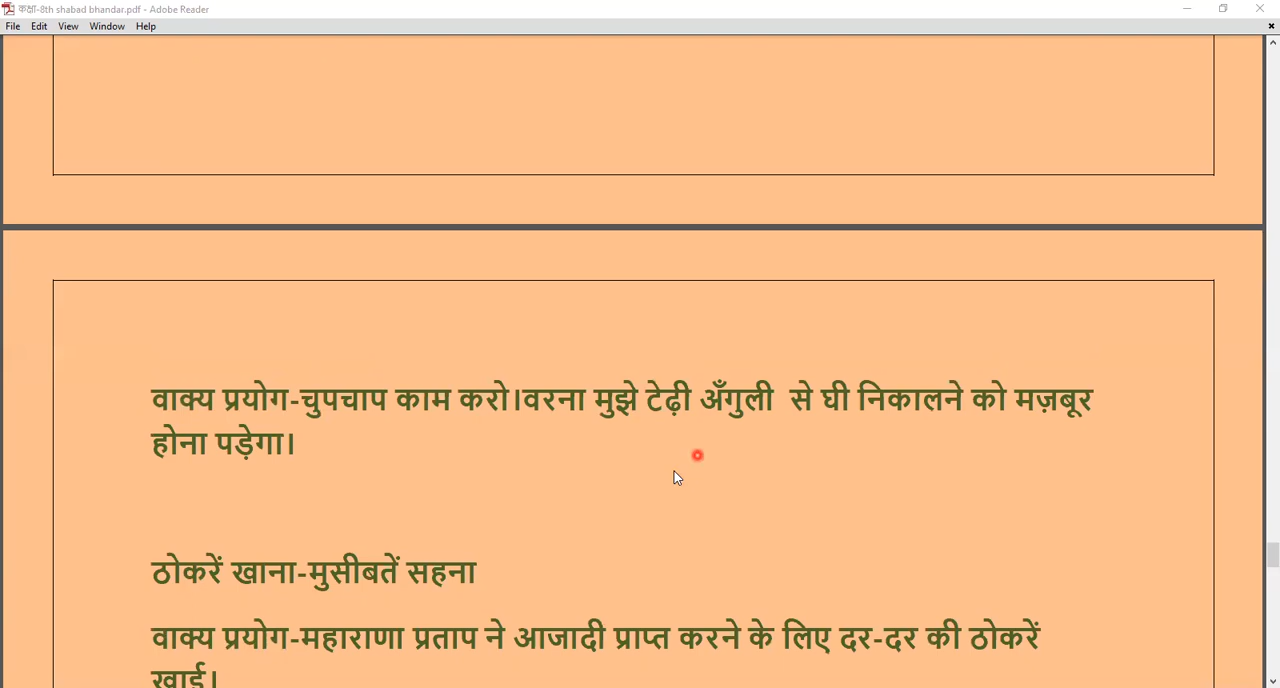 कक्षा-8th shabad bhandar.pdf - Adobe Reader
File Edit View Window Help
वाक्य प्रयोग-चुपचाप काम करो।वरना मुझे टेढ़ी अँगुली से घी निकालने को मज़बूर
होना पड़ेगा।
ठोकरें खाना-मुसीबतें सहना
वाक्य प्रयोग-महाराणा प्रताप ने आजादी प्राप्त करने के लिए दर-दर की ठोकरें
खाई।